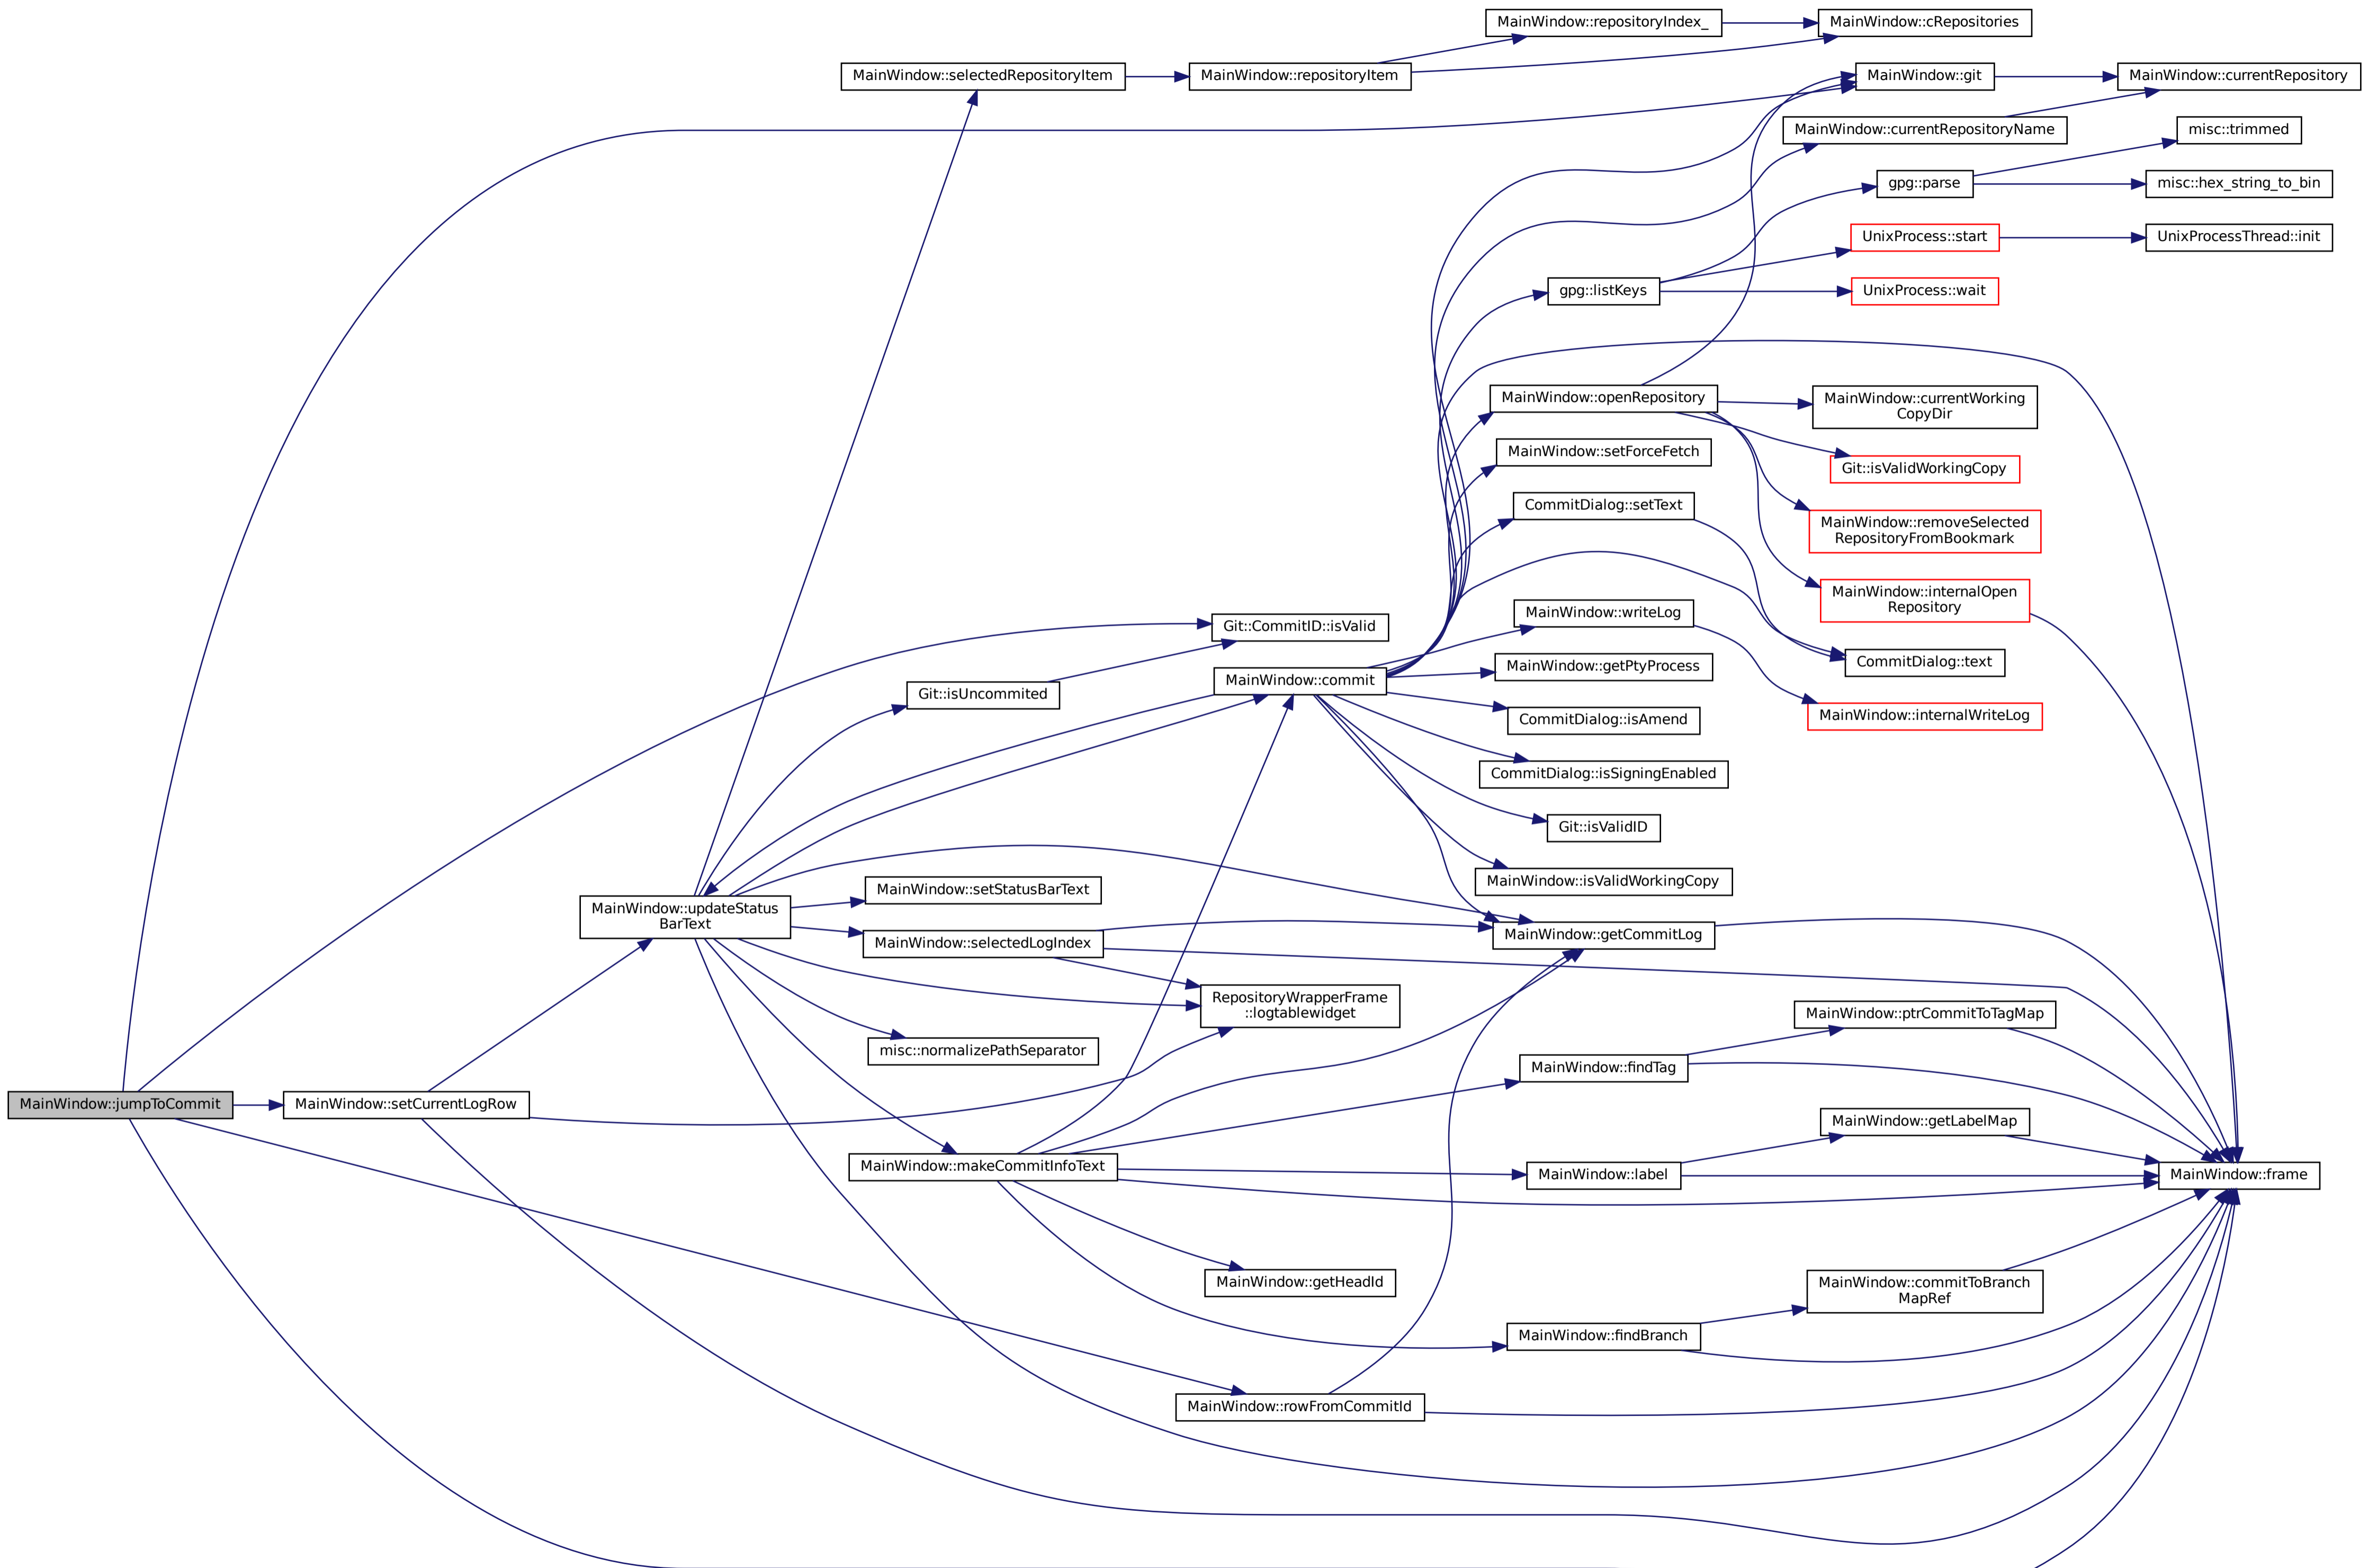 MainWindow::repositoryIndex_
MainWindow::cRepositories
MainWindow::selectedRepositoryItem
MainWindow::repositoryItem
MainWindow::git
MainWindow::currentRepository
MainWindow::currentRepositoryName
misc::trimmed
gpg::parse
misc::hex_string_to_bin
UnixProcess::start
UnixProcessThread::init
gpg::listKeys
UnixProcess::wait
MainWindow::openRepository
MainWindow::currentWorking
CopyDir
MainWindow::setForceFetch
Git::isValidWorkingCopy
CommitDialog::setText
MainWindow::removeSelected
RepositoryFromBookmark
MainWindow::internalOpen
Repository
Git::CommitID::isValid
MainWindow::writeLog
CommitDialog::text
MainWindow::getPtyProcess
MainWindow::commit
Git::isUncommited
CommitDialog::isAmend
MainWindow::internalWriteLog
CommitDialog::isSigningEnabled
Git::isValidID
MainWindow::isValidWorkingCopy
MainWindow::setStatusBarText
MainWindow::updateStatus
BarText
MainWindow::selectedLogIndex
MainWindow::getCommitLog
RepositoryWrapperFrame
::logtablewidget
MainWindow::ptrCommitToTagMap
misc::normalizePathSeparator
MainWindow::findTag
MainWindow::jumpToCommit
MainWindow::setCurrentLogRow
MainWindow::getLabelMap
MainWindow::makeCommitInfoText
MainWindow::label
MainWindow::frame
MainWindow::getHeadId
MainWindow::commitToBranch
MapRef
MainWindow::findBranch
MainWindow::rowFromCommitId